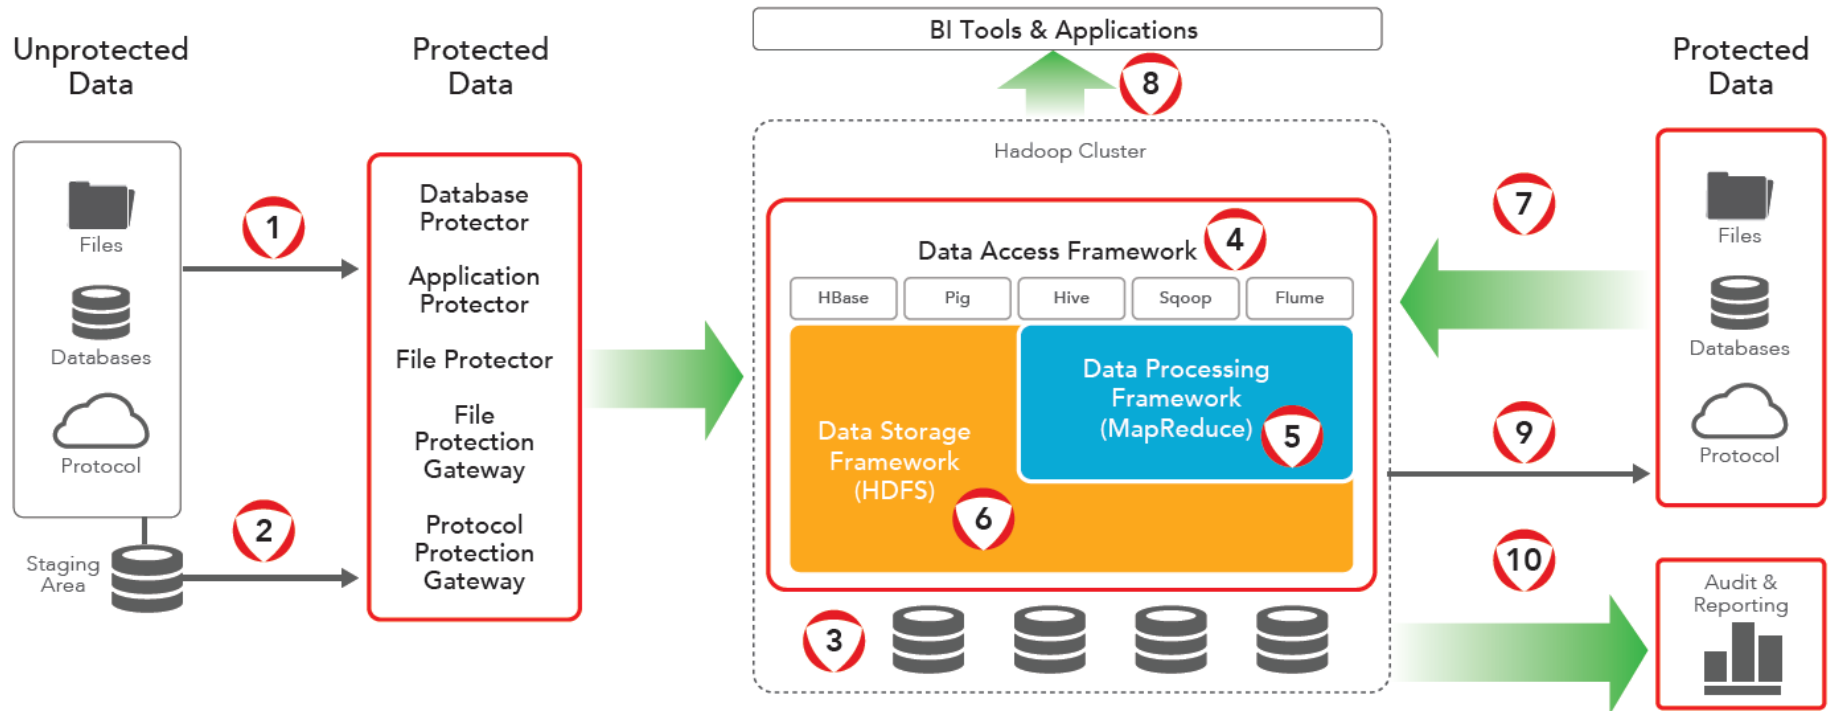 Unprotected
Data
Files
Databases
Protocol
Staging
Area
1
2
Protected
Data
Database
Protector
Application
Protector
File Protector
File
Protection
Gateway
Protocol
Protection
Gateway
BI Tools & Applications
8
Hadoop Cluster
Data Access Framework
4
HBase
Pig
Hive
Sqoop
Flume
Data Processing
Framework
(MapReduce)
5
Data Storage
Framework
(HDFS)
6
3
7
9
10
Protected
Data
Files
Databases
Protocol
Audit &
Reporting